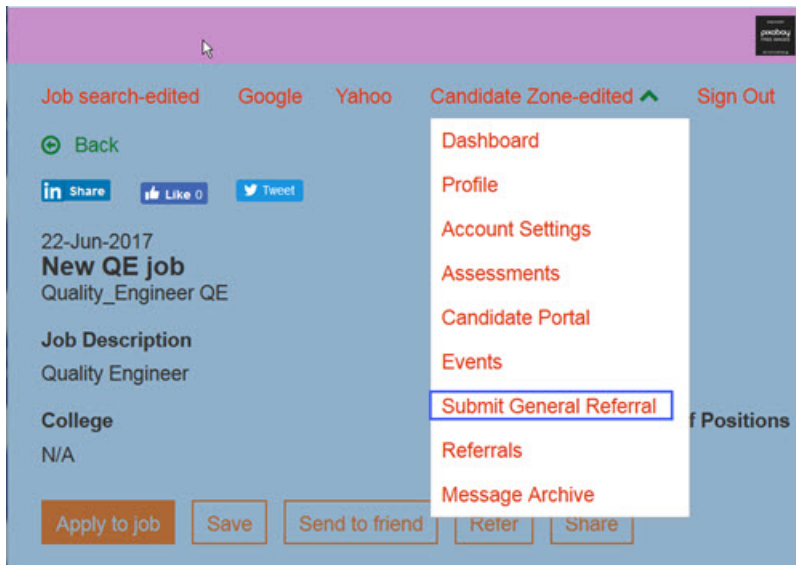 pixabay
Job search-edited Google Yahoo Candidate Zone-edited Sign Out
Back
in Share Like 0 Tweet
22-Jun-2017
New QE job
Quality_Engineer QE
Job Description
Quality Engineer
College
N/A
f Positions
Apply to job Save Send to friend Refer Share
Dashboard
Profile
Account Settings
Assessments
Candidate Portal
Events
Submit General Referral
Referrals
Message Archive